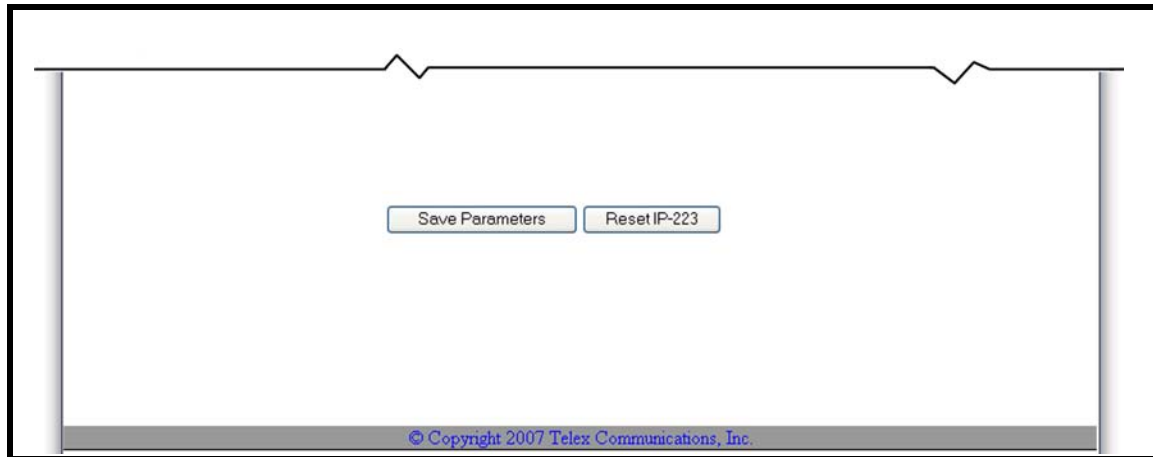 Save Parameters Reset IP-223
© Copyright 2007 Telex Communications, Inc.